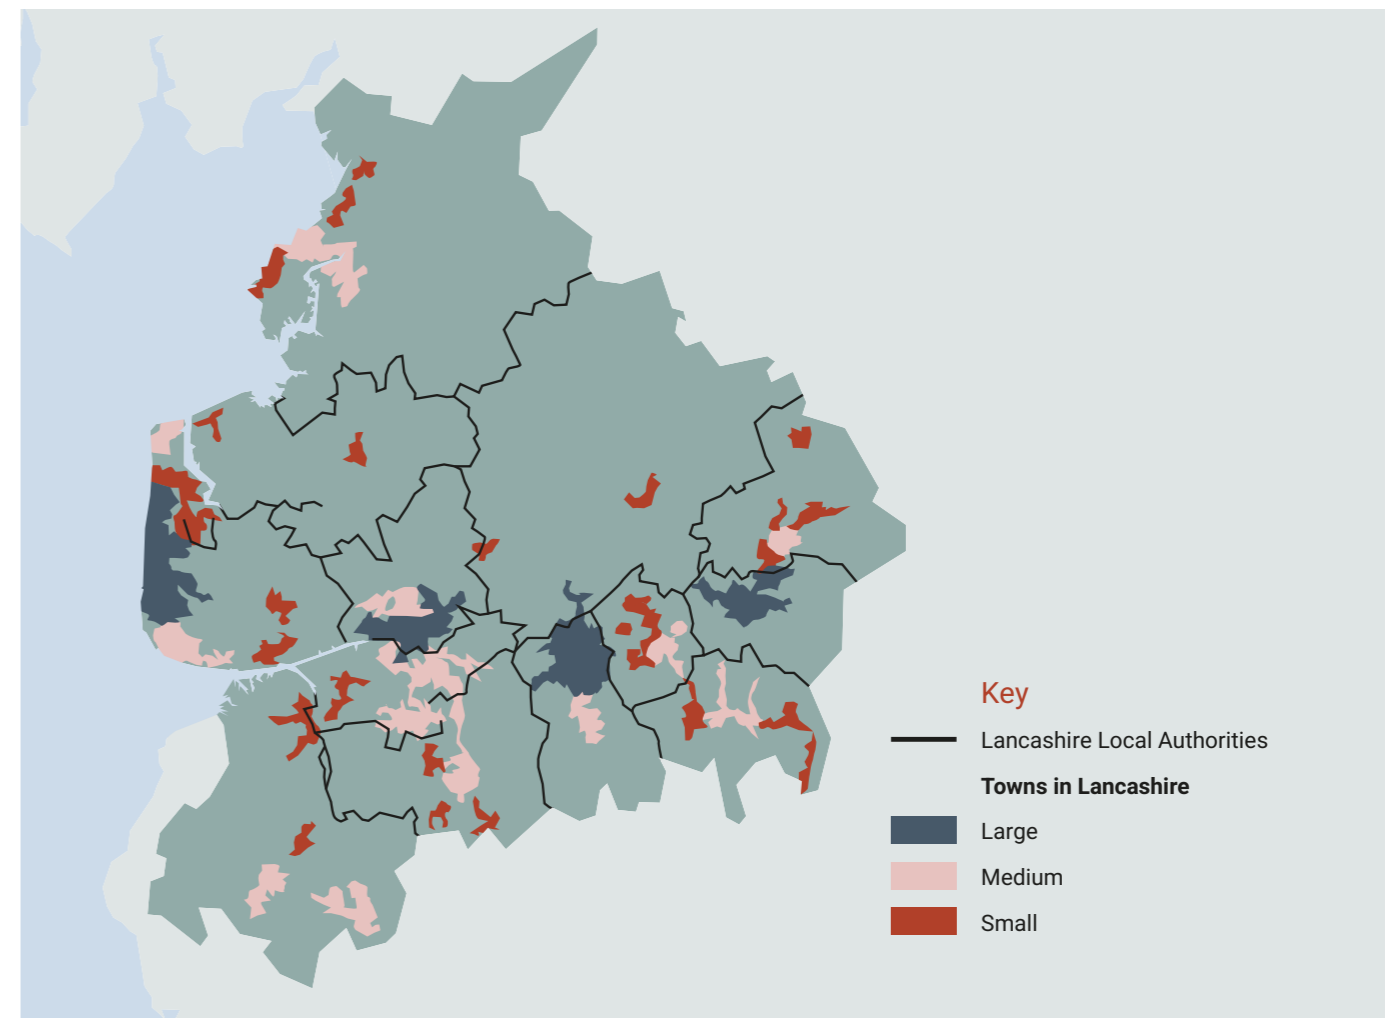 Key
Lancashire Local Authorities
Towns in Lancashire
Large
Medium
Small